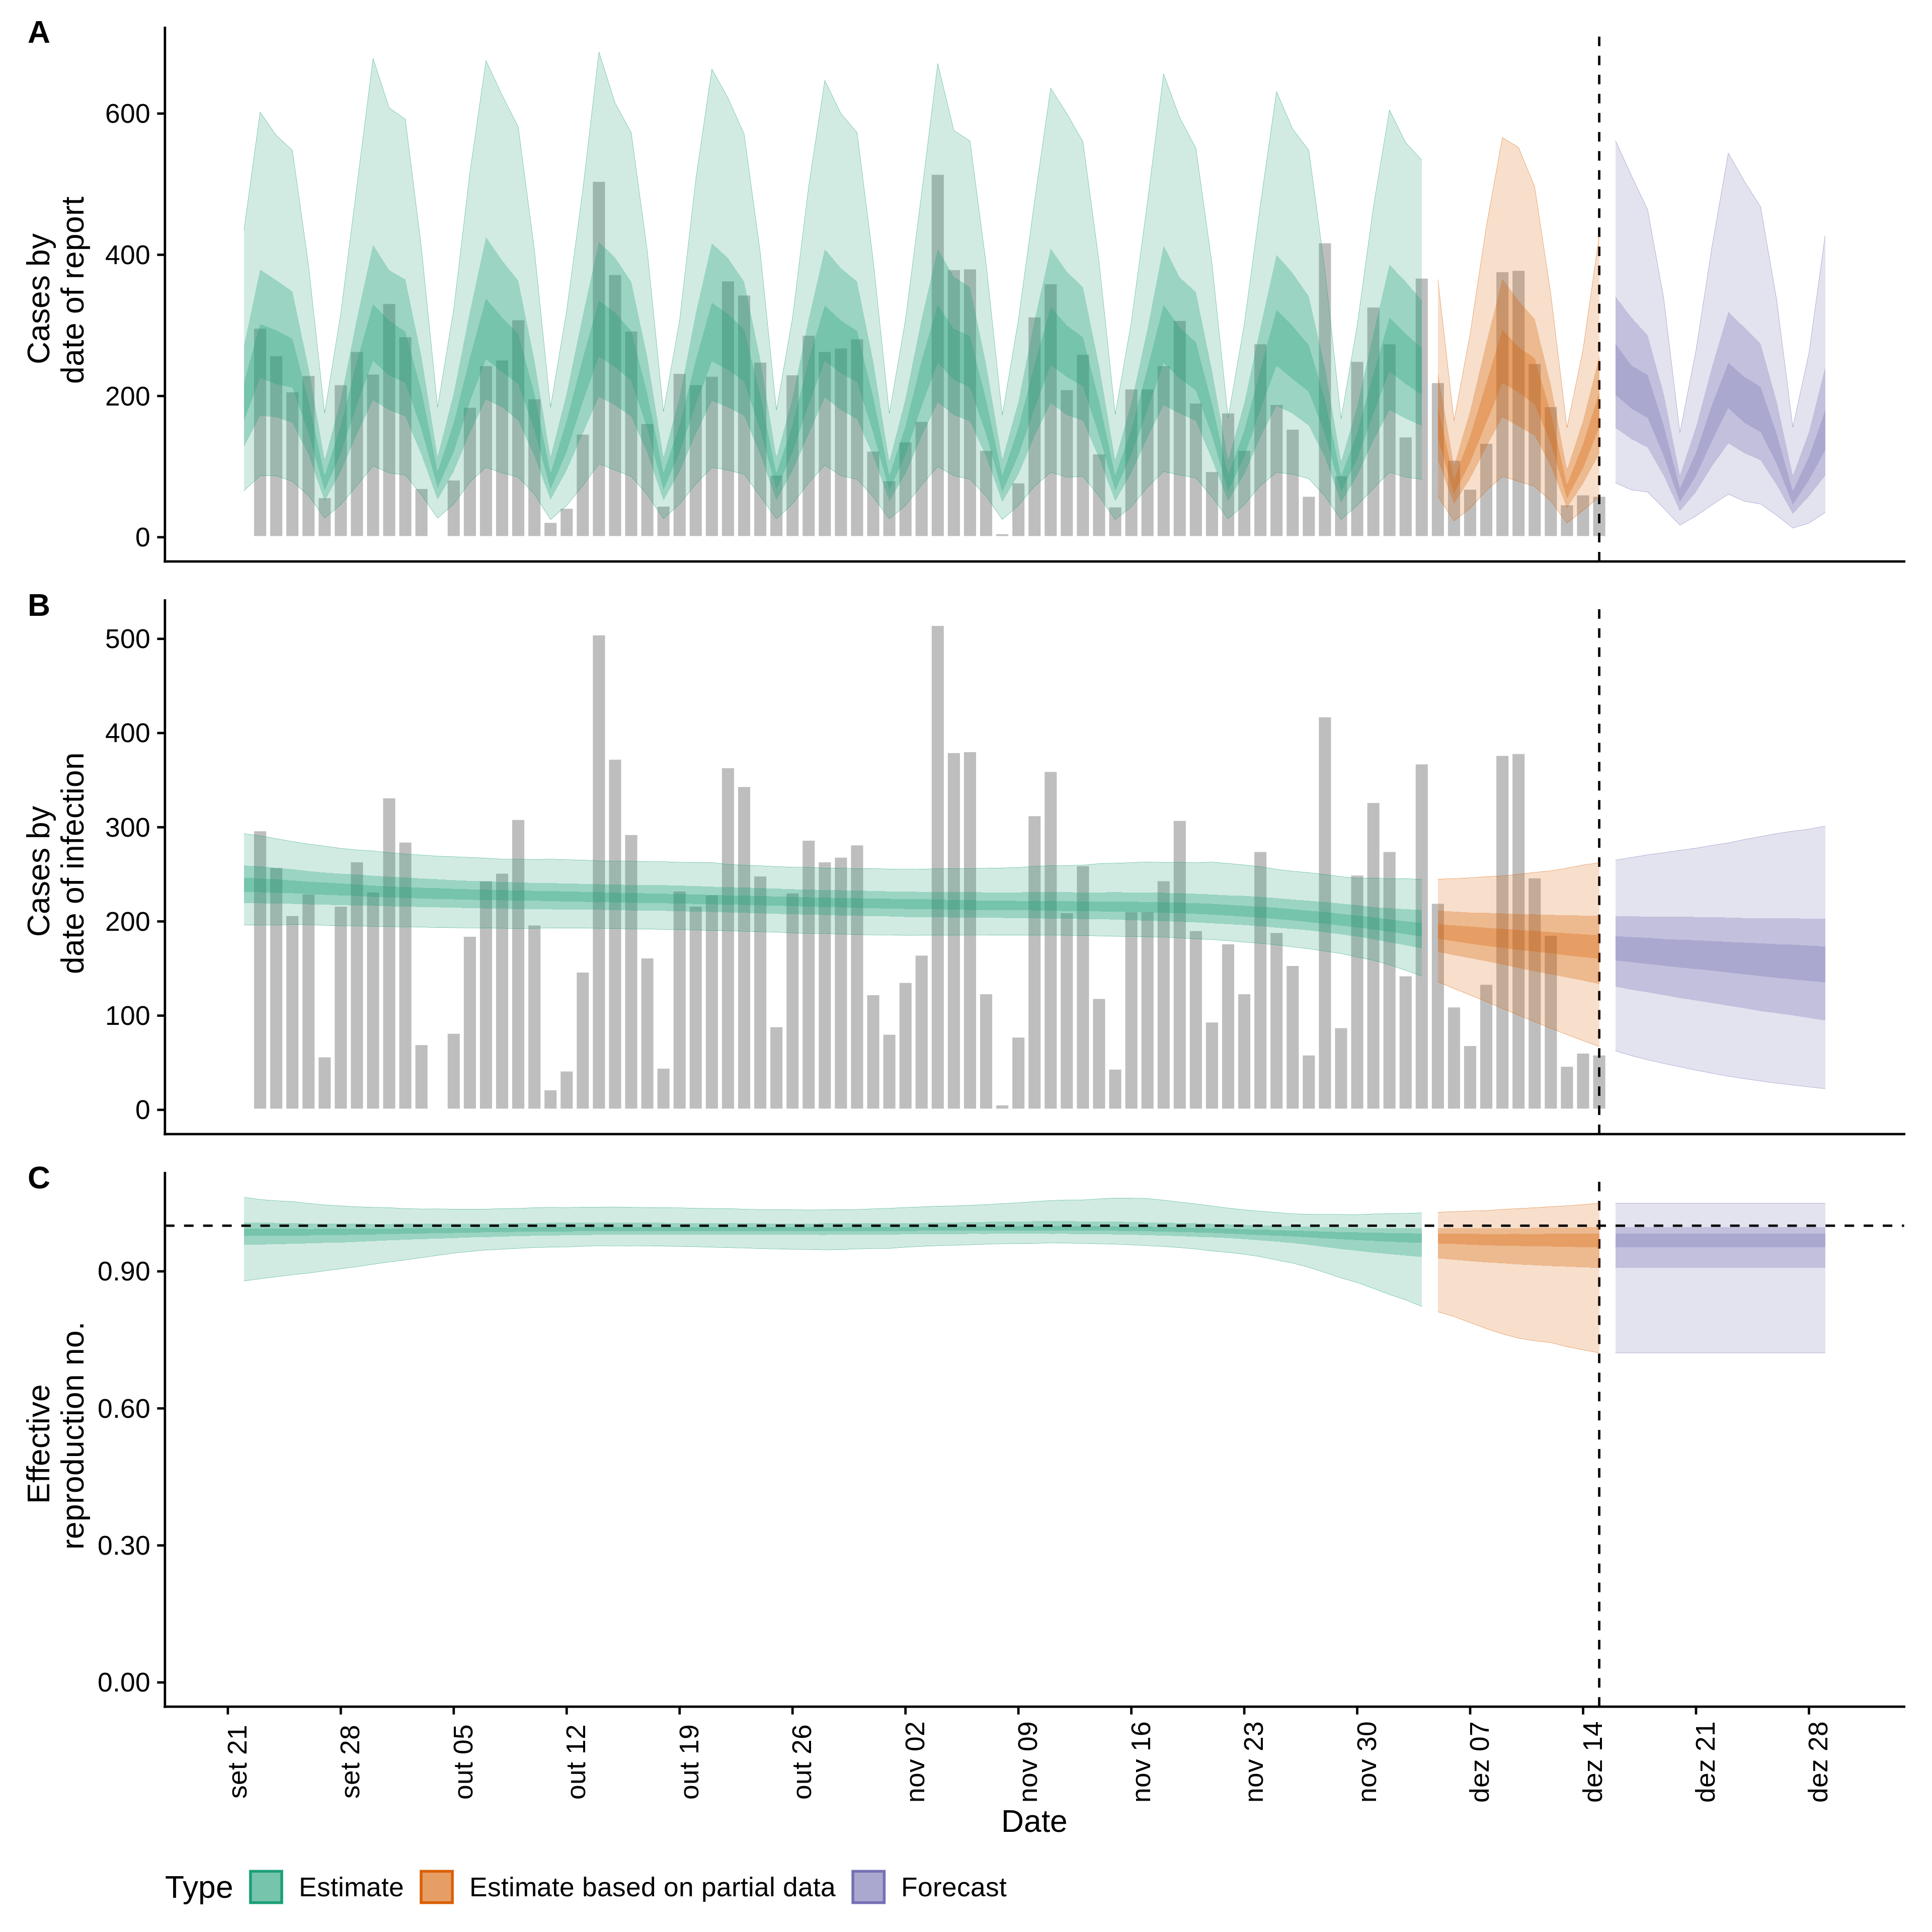 A
Cases by
date of report
600
400
200
0
B
Cases by
date of infection
500
400
300
200
100
0
C
Effective
reproduction no.
0.90
0.60
0.30
0.00
set 21
set 28
out 05
out 12
out 19
out 26
nov 02
nov 09
nov 16
nov 23
nov 30
dez 07
dez 14
dez 21
dez 28
Date
Type
Estimate
Estimate based on partial data
Forecast